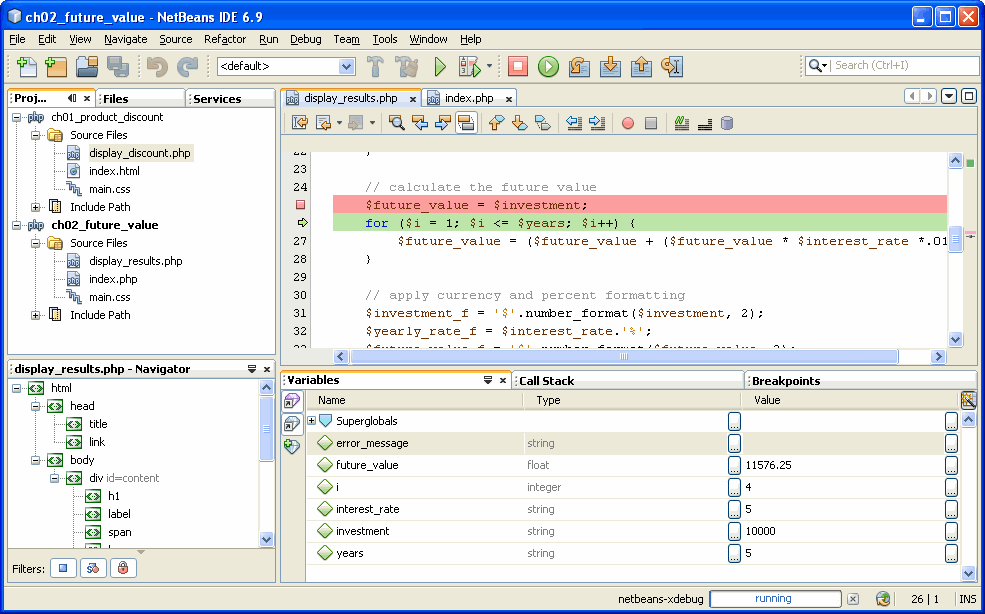 ch02_future_value - NetBeans IDE 6.9
File Edit View Navigate Source Refactor Run Debug Team Tools Window Help
<default>
Search (Ctrl+I)
Proj... Files Services
ch01_product_discount
Source Files
display_discount.php
index.html
main.css
Include Path
ch02_future_value
Source Files
display_results.php
index.php
main.css
Include Path
display_results.php index.php
22 }
23
24 // calculate the future value
$future_value = $investment;
for ($i = 1; $i <= $years; $i++) {
27 $future_value = ($future_value + ($future_value * $interest_rate *.01
28 }
29
30 // apply currency and percent formatting
31 $investment_f = '$'.number_format($investment, 2);
32 $yearly_rate_f = $interest_rate.'%';
33 $future_value_f = '$'.number_format($future_value, 2);
display_results.php - Navigator
html
head
title
link
body
div id=content
h1
label
span
Filters:
Variables Call Stack Breakpoints
Name Type Value
Superglobals ... ...
error_message string ... ...
future_value float ... 11576.25 ...
i integer ... 4 ...
interest_rate string ... 5 ...
investment string ... 10000 ...
years string ... 5 ...
netbeans-xdebug running 26 | 1 INS